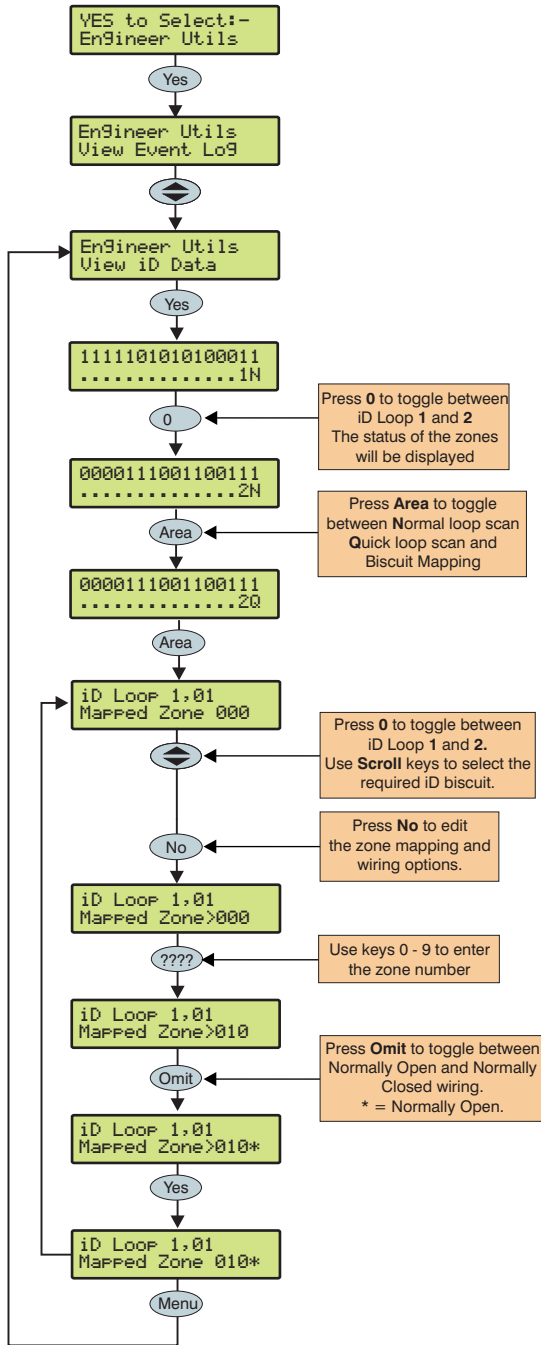 YES to Select:-
Engineer Utils
Yes
Engineer Utils
View Event Log
Engineer Utils
View iD Data
Yes
1111101010100011
..............1N
Press 0 to toggle between
iD Loop 1 and 2
The status of the zones
will be displayed
0
0000111001100111
..............2N
Press Area to toggle
between Normal loop scan
Quick loop scan and
Biscuit Mapping
Area
0000111001100111
..............2Q
Area
iD Loop 1,01
Mapped Zone 000
Press 0 to toggle between
iD Loop 1 and 2.
Use Scroll keys to select the
required iD biscuit.
Press No to edit
the zone mapping and
wiring options.
No
iD Loop 1,01
Mapped Zone>000
Use keys 0 - 9 to enter
the zone number
????
iD Loop 1,01
Mapped Zone>010
Press Omit to toggle between
Normally Open and Normally
Closed wiring.
* = Normally Open.
Omit
iD Loop 1,01
Mapped Zone>010*
Yes
iD Loop 1,01
Mapped Zone 010*
Menu